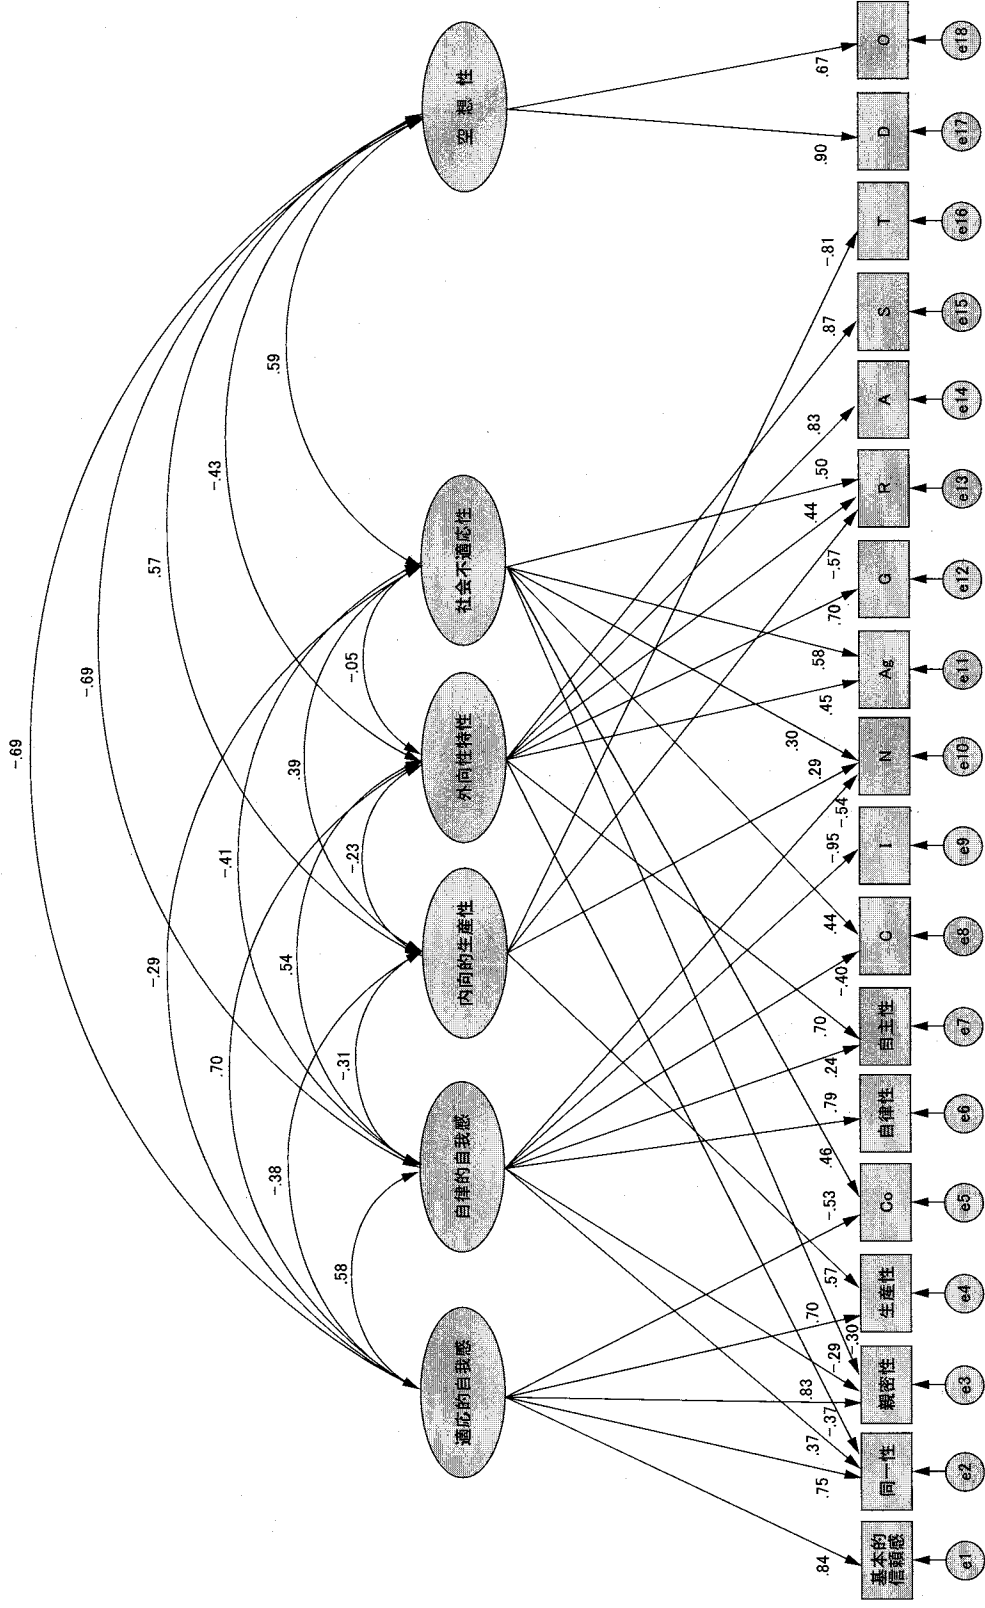 -.69
-.69
.57
-.43
.59
-.29
-.41
.39
-.05
.70
.54
-.23
-.38
-.31
.58
適応的自我感
自律的自我感
内向的生産性
外向性特性
社会不適応性
空想性
.84
.75
.37
-.37
.83
-.29
-.30
.70
.57
-.53
.46
.79
.24
.70
-.40
.44
-.95
-.54
.29
.30
.45
.58
.70
-.57
.44
.50
.83
.87
-.81
.90
.67
基本的
信頼感
同一性
親密性
生産性
Co
自律性
自主性
C
I
N
Ag
G
R
A
S
T
D
O
e1
e2
e3
e4
e5
e6
e7
e8
e9
e10
e11
e12
e13
e14
e15
e16
e17
e18